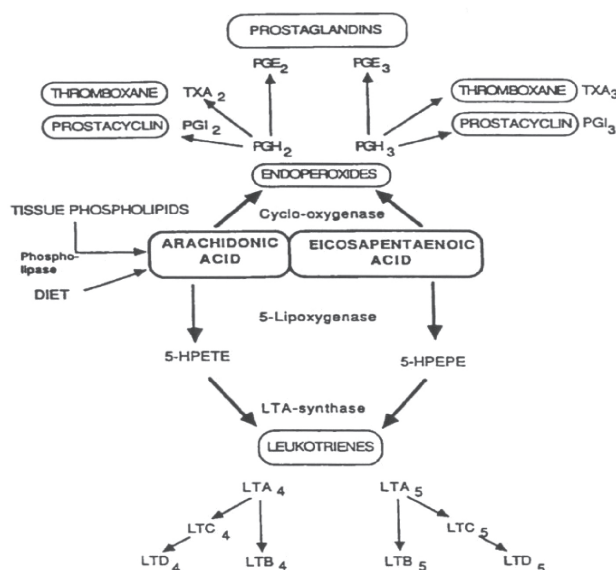 PROSTAGLANDINS
PGE2 PGE3
THROMBOXANE TXA2 THROMBOXANE TXA3
PROSTACYCLIN PGI2 PROSTACYCLIN PGI3
PGH2 PGH3
ENDOPEROXIDES
Cyclo-oxygenase
TISSUE PHOSPHOLIPIDS
ARACHIDONIC EICOSAPENTAENOIC
ACID ACID
Phospho-
lipase
DIET
5-Lipoxygenase
5-HPETE 5-HPEPE
LTA-synthase
LEUKOTRIENES
LTA4 LTA5
LTC4 LTC5
LTD4 LTB4 LTB5 LTD5